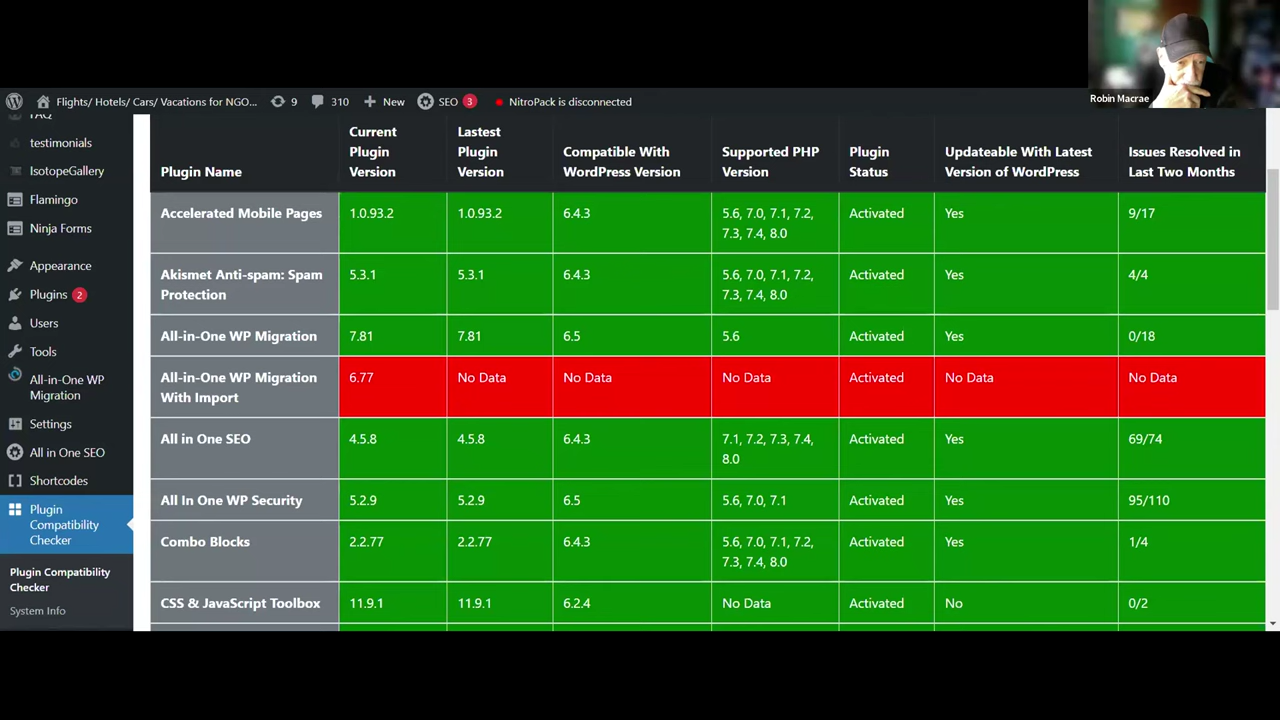 Robin Macrae
Flights/ Hotels/ Cars/ Vacations for NGO... 9 310 New SEO 3 NitroPack is disconnected
FAQ
testimonials
IsotopeGallery
Flamingo
Ninja Forms
Appearance
Plugins 2
Users
Tools
All-in-One WP
Migration
Settings
All in One SEO
Shortcodes
Plugin
Compatibility
Checker
Plugin Compatibility
Checker
System Info
Plugin Name
Current
Plugin
Version
Lastest
Plugin
Version
Compatible With
WordPress Version
Supported PHP
Version
Plugin
Status
Updateable With Latest
Version of WordPress
Issues Resolved in
Last Two Months
Accelerated Mobile Pages 1.0.93.2 1.0.93.2 6.4.3 5.6, 7.0, 7.1, 7.2, Activated Yes 9/17
7.3, 7.4, 8.0
Akismet Anti-spam: Spam 5.3.1 5.3.1 6.4.3 5.6, 7.0, 7.1, 7.2, Activated Yes 4/4
Protection 7.3, 7.4, 8.0
All-in-One WP Migration 7.81 7.81 6.5 5.6 Activated Yes 0/18
All-in-One WP Migration 6.77 No Data No Data No Data Activated No Data No Data
With Import
All in One SEO 4.5.8 4.5.8 6.4.3 7.1, 7.2, 7.3, 7.4, Activated Yes 69/74
8.0
All In One WP Security 5.2.9 5.2.9 6.5 5.6, 7.0, 7.1 Activated Yes 95/110
Combo Blocks 2.2.77 2.2.77 6.4.3 5.6, 7.0, 7.1, 7.2, Activated Yes 1/4
7.3, 7.4, 8.0
CSS & JavaScript Toolbox 11.9.1 11.9.1 6.2.4 No Data Activated No 0/2